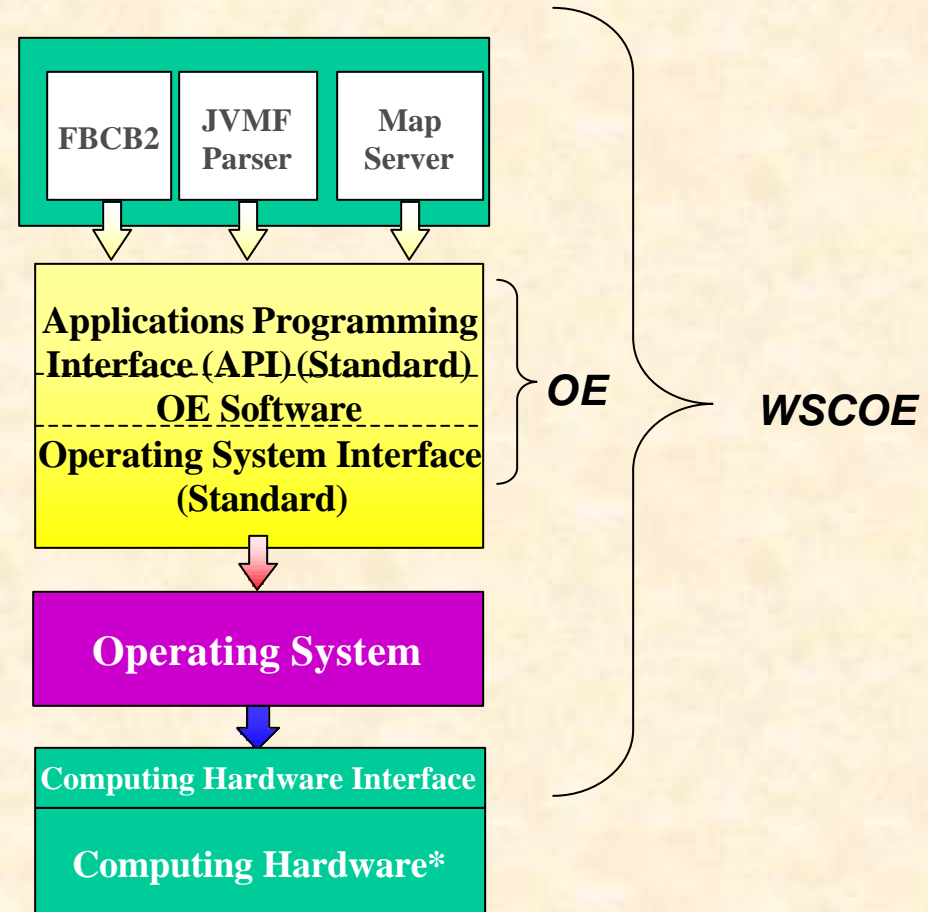 FBCB2
JVMF
Parser
Map
Server
Applications Programming
Interface (API) (Standard)
OE Software
Operating System Interface
(Standard)
OE
WSCOE
Operating System
Computing Hardware Interface
Computing Hardware*